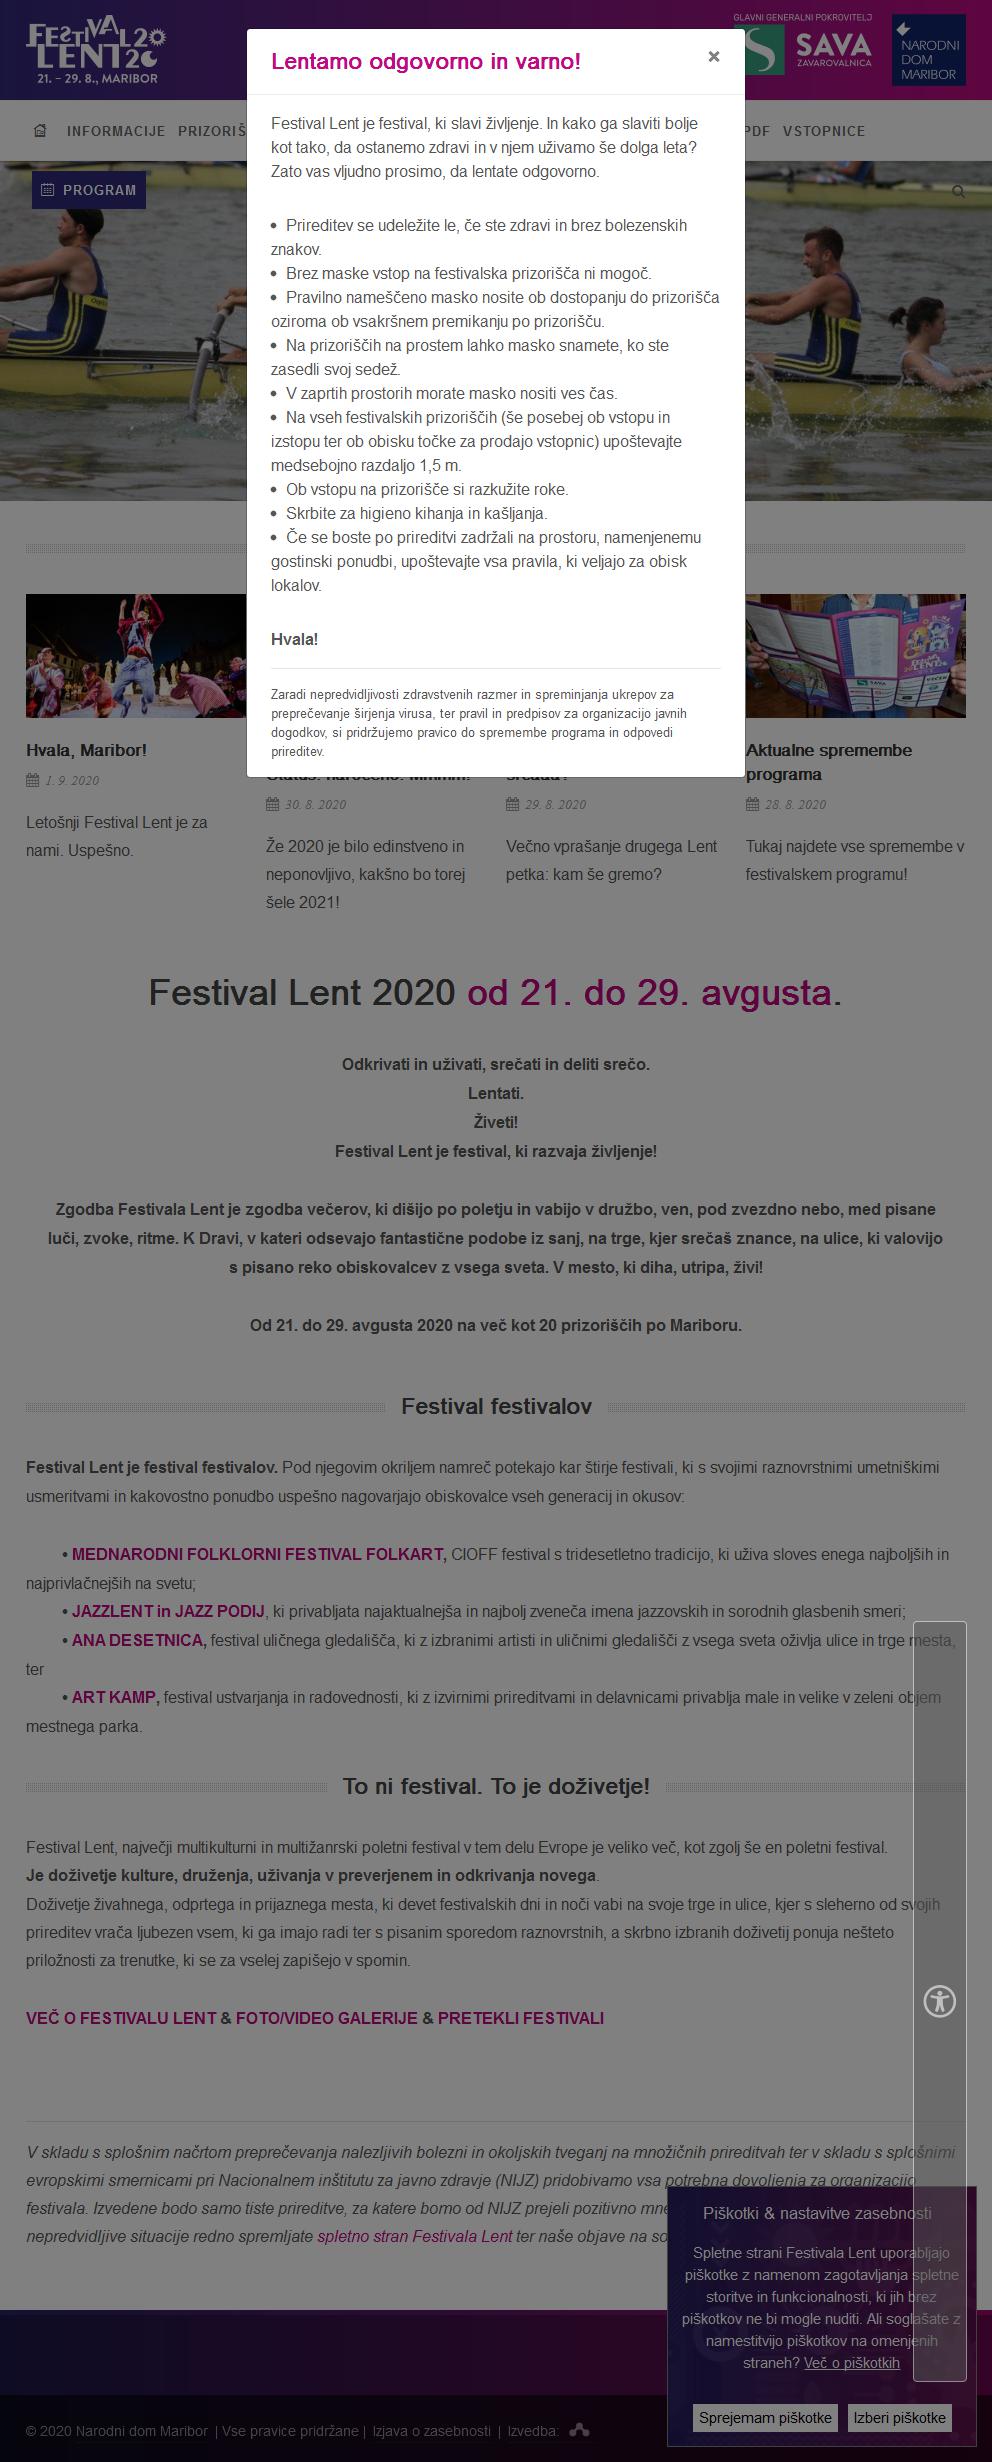 FESTIVAL 20
LENT 20
21. - 29. 8., MARIBOR
GLAVNI GENERALNI POKROVITELJ
SAVA
ZAVAROVALNICA
NARODNI
DOM
MARIBOR
INFORMACIJE PRIZORIŠ
PDF VSTOPNICE
PROGRAM
Lentamo odgovorno in varno!
×
Festival Lent je festival, ki slavi življenje. In kako ga slaviti bolje
kot tako, da ostanemo zdravi in v njem uživamo še dolga leta?
Zato vas vljudno prosimo, da lentate odgovorno.
• Prireditev se udeležite le, če ste zdravi in brez bolezenskih
znakov.
• Brez maske vstop na festivalska prizorišča ni mogoč.
• Pravilno nameščeno masko nosite ob dostopanju do prizorišča
oziroma ob vsakršnem premikanju po prizorišču.
• Na prizoriščih na prostem lahko masko snamete, ko ste
zasedli svoj sedež.
• V zaprtih prostorih morate masko nositi ves čas.
• Na vseh festivalskih prizoriščih (še posebej ob vstopu in
izstopu ter ob obisku točke za prodajo vstopnic) upoštevajte
medsebojno razdaljo 1,5 m.
• Ob vstopu na prizorišče si razkužite roke.
• Skrbite za higieno kihanja in kašljanja.
• Če se boste po prireditvi zadržali na prostoru, namenjenemu
gostinski ponudbi, upoštevajte vsa pravila, ki veljajo za obisk
lokalov.
Hvala!
Zaradi nepredvidljivosti zdravstvenih razmer in spreminjanja ukrepov za
preprečevanje širjenja virusa, ter pravil in predpisov za organizacijo javnih
dogodkov, si pridržujemo pravico do spremembe programa in odpovedi
prireditev.
Hvala, Maribor!
1. 9. 2020
Letošnji Festival Lent je za
nami. Uspešno.
Status: naročeno. Mmmm!
30. 8. 2020
Že 2020 je bilo edinstveno in
neponovljivo, kakšno bo torej
šele 2021!
29. 8. 2020
Večno vprašanje drugega Lent
petka: kam še gremo?
Aktualne spremembe
programa
28. 8. 2020
Tukaj najdete vse spremembe v
festivalskem programu!
Festival Lent 2020 od 21. do 29. avgusta.
Odkrivati in uživati, srečati in deliti srečo.
Lentati.
Živeti!
Festival Lent je festival, ki razvaja življenje!
Zgodba Festivala Lent je zgodba večerov, ki dišijo po poletju in vabijo v družbo, ven, pod zvezdno nebo, med pisane
luči, zvoke, ritme. K Dravi, v kateri odsevajo fantastične podobe iz sanj, na trge, kjer srečaš znance, na ulice, ki valovijo
s pisano reko obiskovalcev z vsega sveta. V mesto, ki diha, utripa, živi!
Od 21. do 29. avgusta 2020 na več kot 20 prizoriščih po Mariboru.
Festival festivalov
Festival Lent je festival festivalov. Pod njegovim okriljem namreč potekajo kar štirje festivali, ki s svojimi raznovrstnimi umetniškimi
usmeritvami in kakovostno ponudbo uspešno nagovarjajo obiskovalce vseh generacij in okusov:
• MEDNARODNI FOLKLORNI FESTIVAL FOLKART, CIOFF festival s tridesetletno tradicijo, ki uživa sloves enega najboljših in
najprivlačnejših na svetu;
• JAZZLENT in JAZZ PODIJ, ki privabljata najaktualnejša in najbolj zveneča imena jazzovskih in sorodnih glasbenih smeri;
• ANA DESETNICA, festival uličnega gledališča, ki z izbranimi artisti in uličnimi gledališči z vsega sveta oživlja ulice in trge mesta,
ter
• ART KAMP, festival ustvarjanja in radovednosti, ki z izvirnimi prireditvami in delavnicami privablja male in velike v zeleni objem
mestnega parka.
To ni festival. To je doživetje!
Festival Lent, največji multikulturni in multižanrski poletni festival v tem delu Evrope je veliko več, kot zgolj še en poletni festival.
Je doživetje kulture, druženja, uživanja v preverjenem in odkrivanja novega.
Doživetje živahnega, odprtega in prijaznega mesta, ki devet festivalskih dni in noči vabi na svoje trge in ulice, kjer s sleherno od svojih
prireditev vrača ljubezen vsem, ki ga imajo radi ter s pisanim sporedom raznovrstnih, a skrbno izbranih doživetij ponuja nešteto
priložnosti za trenutke, ki se za vselej zapišejo v spomin.
VEČ O FESTIVALU LENT & FOTO/VIDEO GALERIJE & PRETEKLI FESTIVALI
V skladu s splošnim načrtom preprečevanja nalezljivih bolezni in okoljskih tveganj na množičnih prireditvah ter v skladu s splošnimi
evropskimi smernicami pri Nacionalnem inštitutu za javno zdravje (NIJZ) pridobivamo vsa potrebna dovoljenja za organizacijo
festivala. Izvedene bodo samo tiste prireditve, za katere bomo od NIJZ prejeli pozitivno mne
nepredvidljive situacije redno spremljate spletno stran Festivala Lent ter naše objave na so
Piškotki & nastavitve zasebnosti
Spletne strani Festivala Lent uporabljajo
piškotke z namenom zagotavljanja spletne
storitve in funkcionalnosti, ki jih brez
piškotkov ne bi mogle nuditi. Ali soglašate z
namestitvijo piškotkov na omenjenih
straneh? Več o piškotkih
Sprejemam piškotke Izberi piškotke
© 2020 Narodni dom Maribor | Vse pravice pridržane | Izjava o zasebnosti | Izvedba: